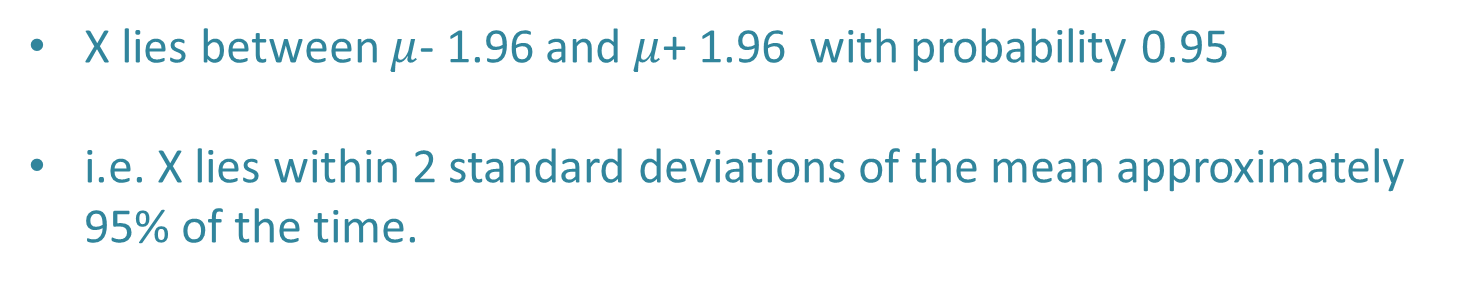 • X lies between 𝜇- 1.96 and 𝜇+ 1.96 with probability 0.95
• i.e. X lies within 2 standard deviations of the mean approximately
95% of the time.